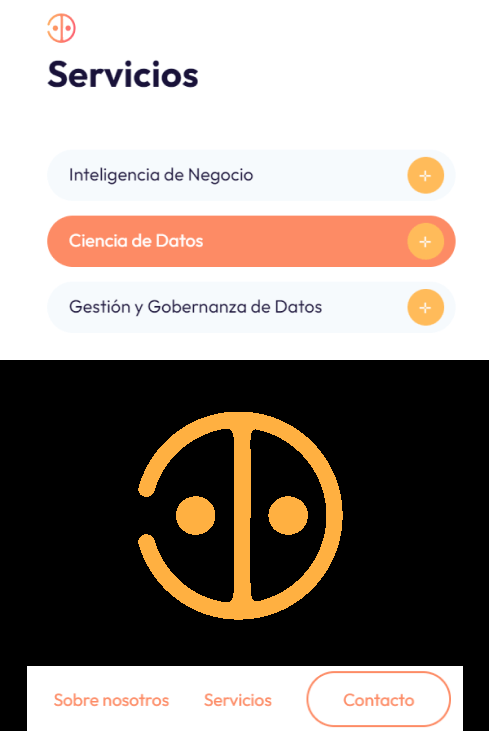 Servicios
Inteligencia de Negocio
Ciencia de Datos
Gestión y Gobernanza de Datos
Sobre nosotros Servicios Contacto